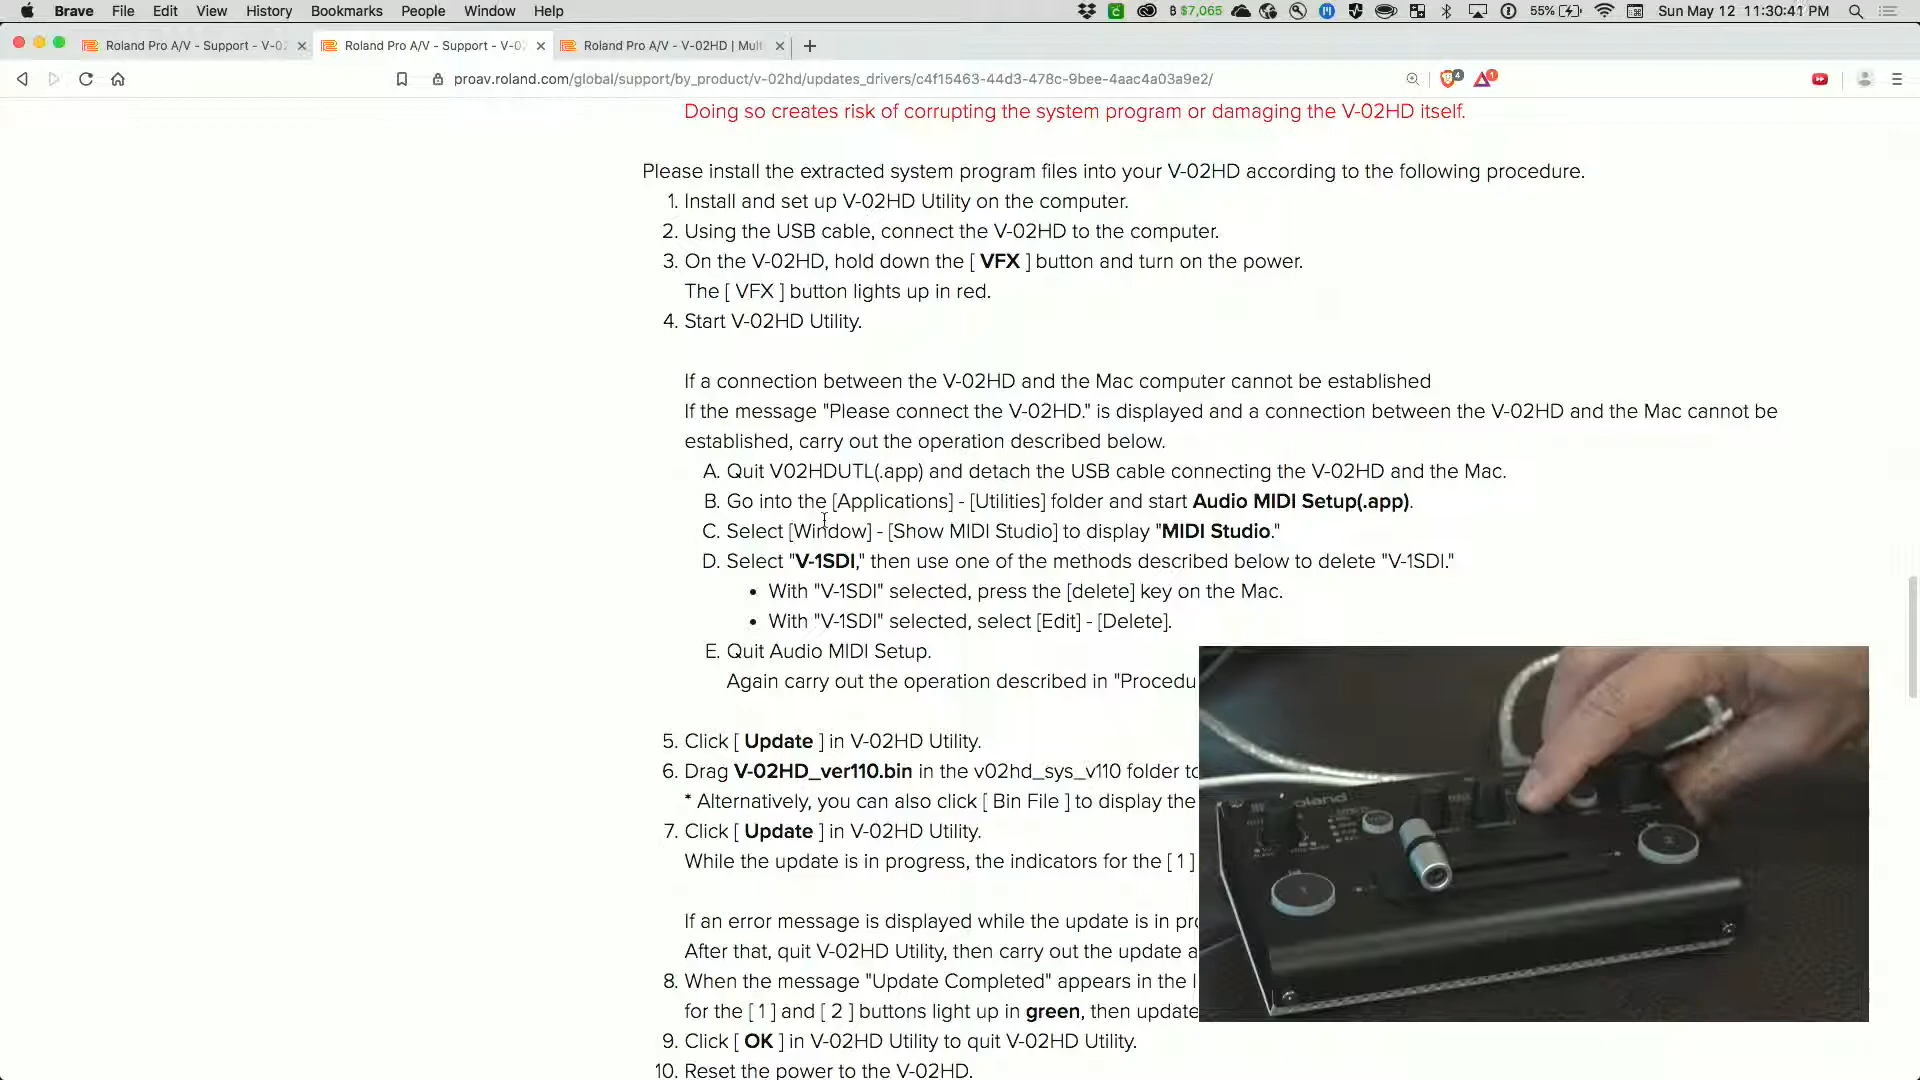 Brave File Edit View History Bookmarks People Window Help ₿ $7,065 55% Sun May 12 11:30:41 PM
Roland Pro A/V - Support - V-02 Roland Pro A/V - Support - V-02 Roland Pro A/V - V-02HD | Mult
proav.roland.com/global/support/by_product/v-02hd/updates_drivers/c4f15463-44d3-478c-9bee-4aac4a03a9e2/ 4 1
Doing so creates risk of corrupting the system program or damaging the V-02HD itself.
Please install the extracted system program files into your V-02HD according to the following procedure.
1. Install and set up V-02HD Utility on the computer.
2. Using the USB cable, connect the V-02HD to the computer.
3. On the V-02HD, hold down the [ VFX ] button and turn on the power.
The [ VFX ] button lights up in red.
4. Start V-02HD Utility.
If a connection between the V-02HD and the Mac computer cannot be established
If the message "Please connect the V-02HD." is displayed and a connection between the V-02HD and the Mac cannot be
established, carry out the operation described below.
A. Quit V02HDUTL(.app) and detach the USB cable connecting the V-02HD and the Mac.
B. Go into the [Applications] - [Utilities] folder and start Audio MIDI Setup(.app).
C. Select [Window] - [Show MIDI Studio] to display "MIDI Studio."
D. Select "V-1SDI," then use one of the methods described below to delete "V-1SDI."
• With "V-1SDI" selected, press the [delete] key on the Mac.
• With "V-1SDI" selected, select [Edit] - [Delete].
E. Quit Audio MIDI Setup.
Again carry out the operation described in "Procedu
5. Click [ Update ] in V-02HD Utility.
6. Drag V-02HD_ver110.bin in the v02hd_sys_v110 folder to
* Alternatively, you can also click [ Bin File ] to display the
7. Click [ Update ] in V-02HD Utility.
While the update is in progress, the indicators for the [ 1 ]
If an error message is displayed while the update is in pro
After that, quit V-02HD Utility, then carry out the update a
8. When the message "Update Completed" appears in the l
for the [ 1 ] and [ 2 ] buttons light up in green, then update
9. Click [ OK ] in V-02HD Utility to quit V-02HD Utility.
10. Reset the power to the V-02HD.